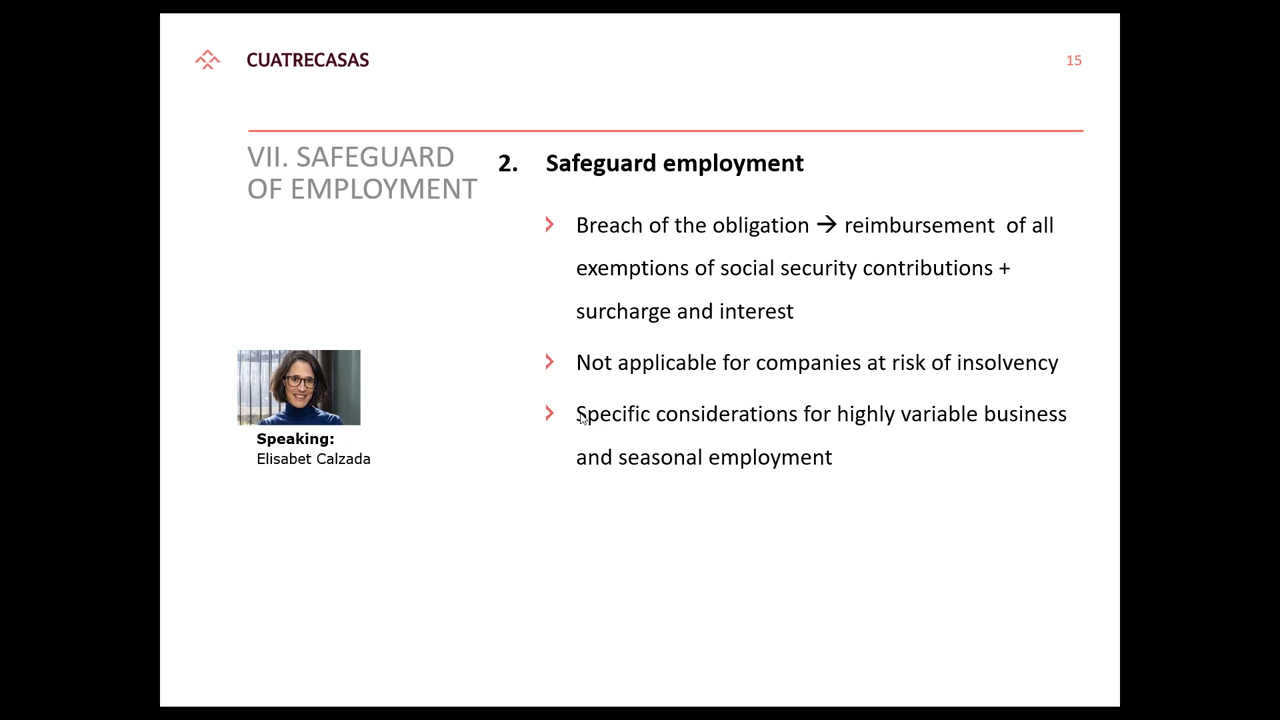 CUATRECASAS
15
VII. SAFEGUARD
OF EMPLOYMENT
2. Safeguard employment
Breach of the obligation → reimbursement of all
exemptions of social security contributions +
surcharge and interest
Not applicable for companies at risk of insolvency
Specific considerations for highly variable business
and seasonal employment
Speaking:
Elisabet Calzada